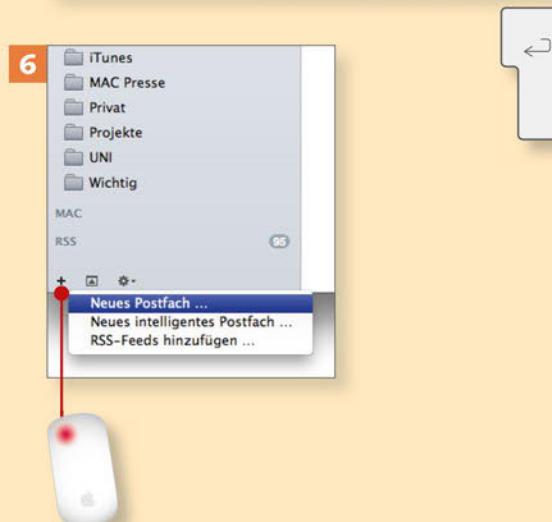 6
iTunes
MAC Presse
Privat
Projekte
UNI
Wichtig
MAC
RSS 95
Neues Postfach ...
Neues intelligentes Postfach ...
RSS-Feeds hinzufügen ...